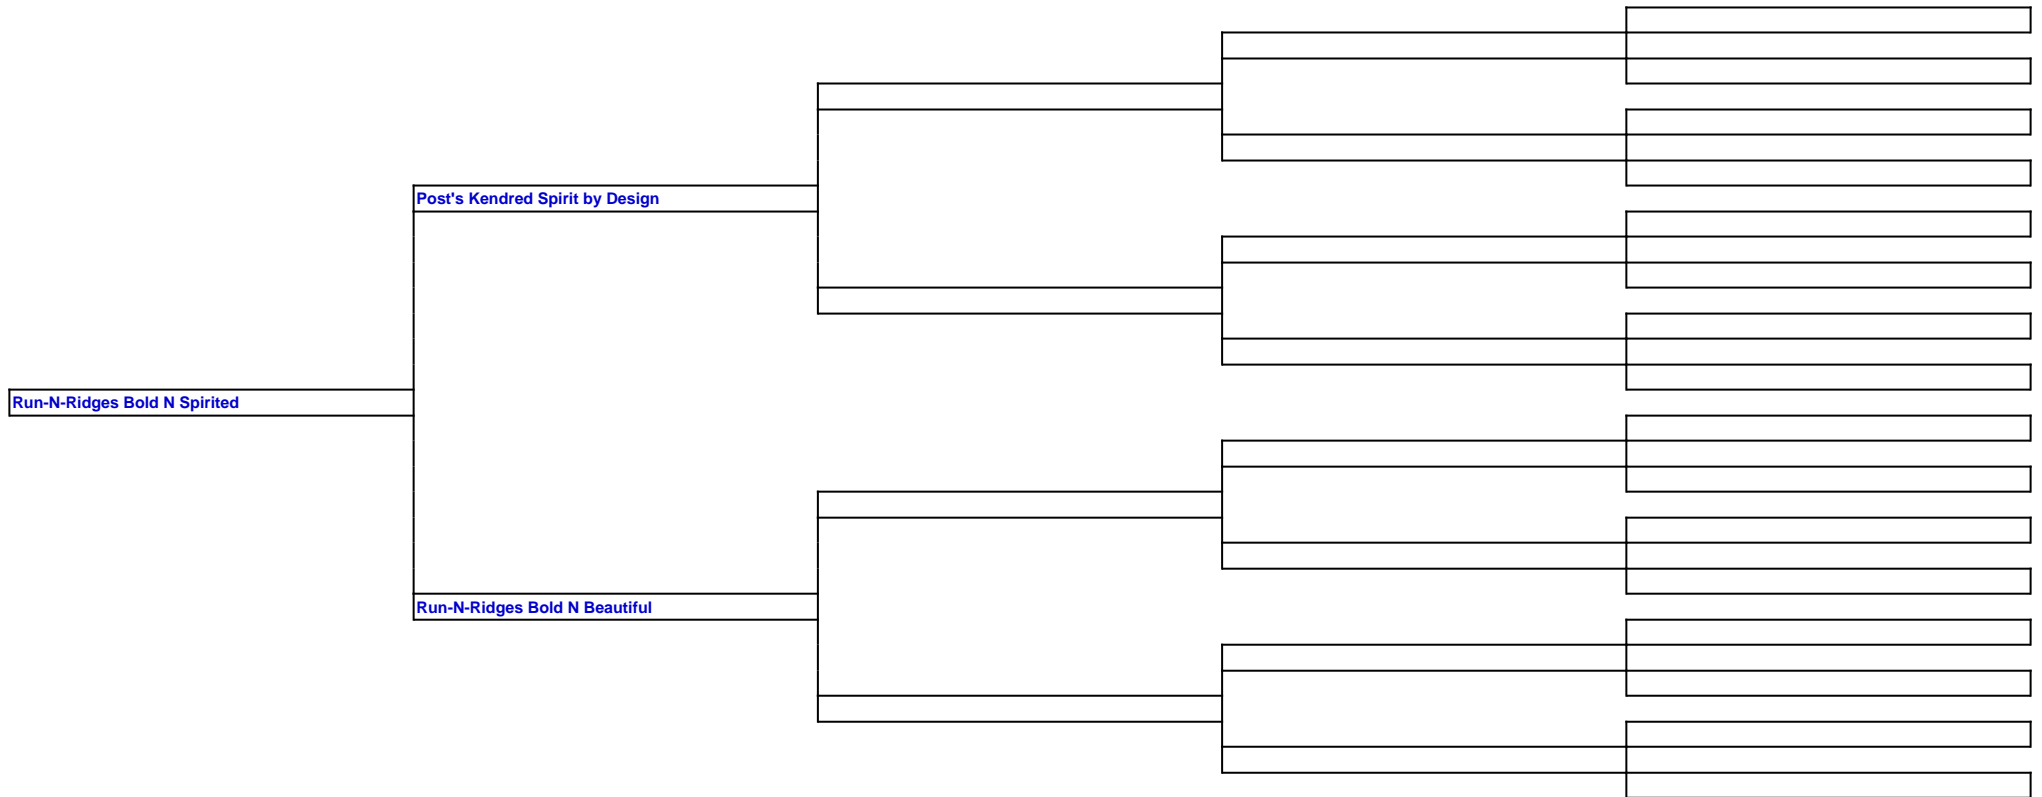 Post's Kendred Spirit by Design
Run-N-Ridges Bold N Spirited
Run-N-Ridges Bold N Beautiful